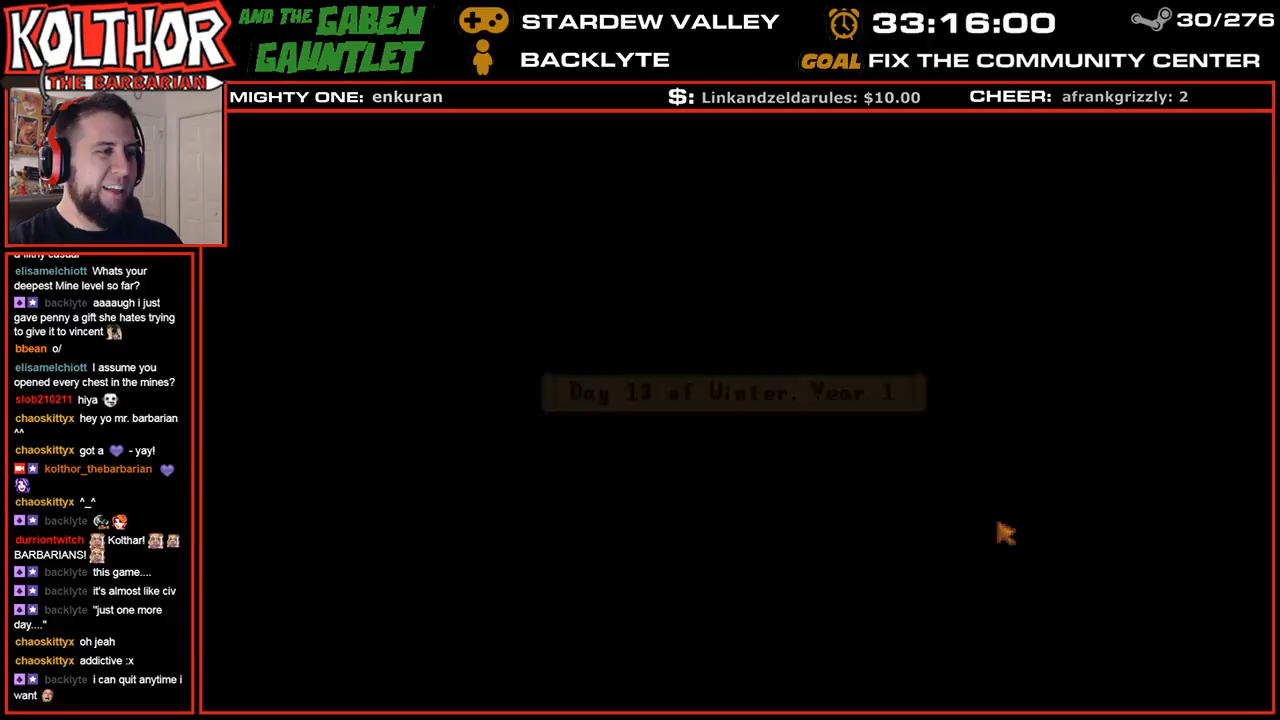 KOLTHOR
THE BARBARIAN
AND THE GABEN
GAUNTLET
STARDEW VALLEY
BACKLYTE
33:16:00
30/276
GOAL FIX THE COMMUNITY CENTER
MIGHTY ONE: enkuran
$: Linkandzeldarules: $10.00
CHEER: afrankgrizzly: 2
a filthy casual
elisamelchiott Whats your
deepest Mine level so far?
backlyte aaaaugh i just
gave penny a gift she hates trying
to give it to vincent
bbean o/
elisamelchiott I assume you
opened every chest in the mines?
slob210211 hiya
chaoskittyx hey yo mr. barbarian
^^
chaoskittyx got a - yay!
kolthor_thebarbarian
chaoskittyx ^_^
backlyte
durriontwitch Kolthar!
BARBARIANS!
backlyte this game....
backlyte it's almost like civ
backlyte "just one more
day...."
chaoskittyx oh jeah
chaoskittyx addictive :x
backlyte i can quit anytime i
want
Day 13 of Winter, Year 1